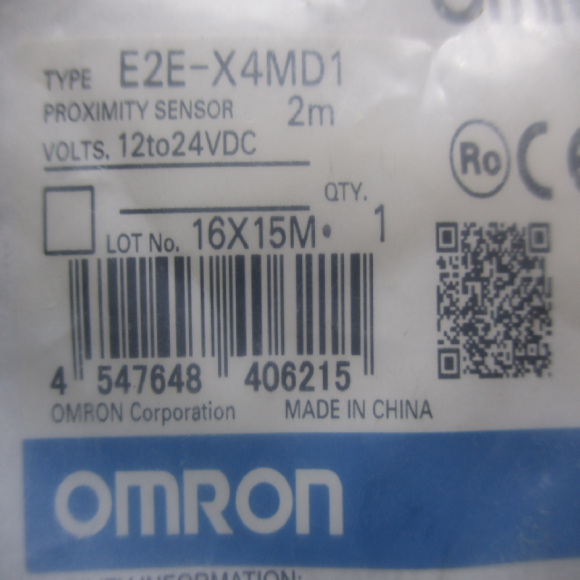 TYPE E2E-X4MD1
PROXIMITY SENSOR 2m
VOLTS. 12to24VDC
Ro C
QTY.
LOT No. 16X15M• 1
4 547648 406215
OMRON Corporation MADE IN CHINA
OMRON